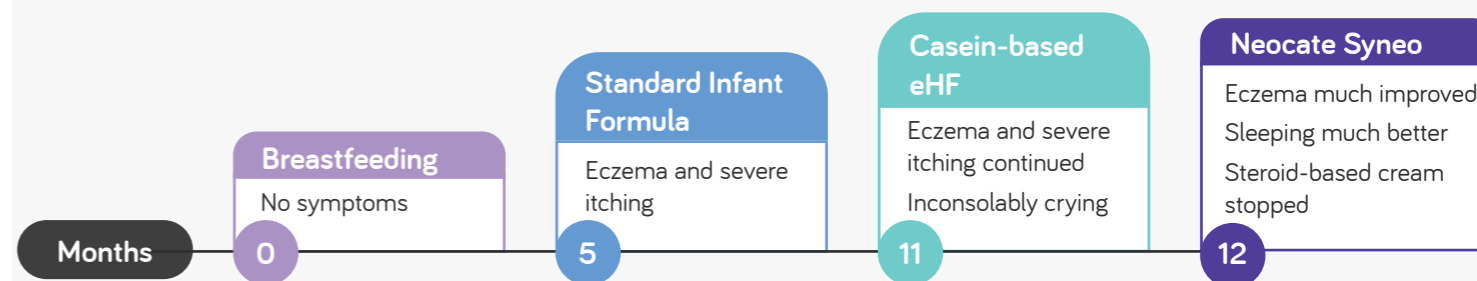 Breastfeeding
No symptoms
Standard Infant
Formula
Eczema and severe
itching
Casein-based
eHF
Eczema and severe
itching continued
Inconsolably crying
Neocate Syneo
Eczema much improved
Sleeping much better
Steroid-based cream
stopped
Months
0
5
11
12